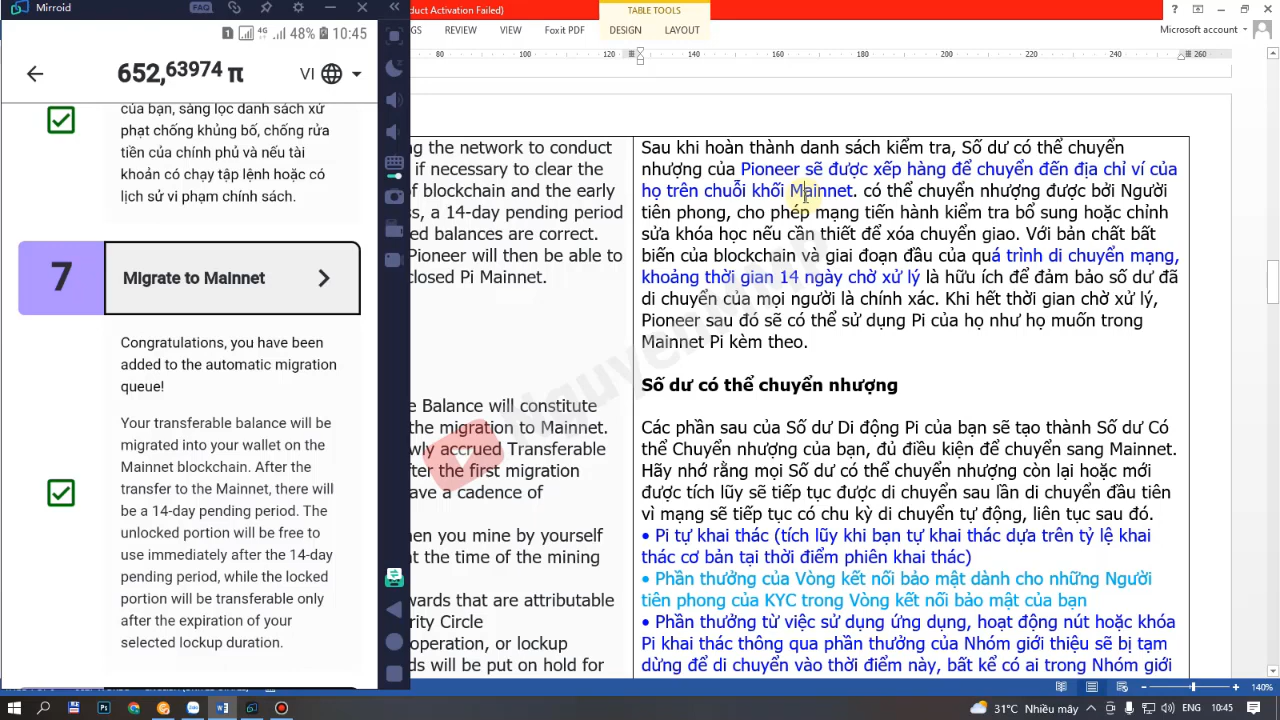 Mirroid
FAQ
duct Activation Failed)
TABLE TOOLS
GS
REVIEW
VIEW
Foxit PDF
DESIGN
LAYOUT
Microsoft account
4G
48%
10:45
652,63974 π
VI
80
100
120
140
160
180
200
220
240
260
của bạn, sàng lọc danh sách xử
phạt chống khủng bố, chống rửa
tiền của chính phủ và nếu tài
khoản có chạy tập lệnh hoặc có
lịch sử vi phạm chính sách.
7
Migrate to Mainnet
Congratulations, you have been
added to the automatic migration
queue!
Your transferable balance will be
migrated into your wallet on the
Mainnet blockchain. After the
transfer to the Mainnet, there will
be a 14-day pending period. The
unlocked portion will be free to
use immediately after the 14-day
pending period, while the locked
portion will be transferable only
after the expiration of your
selected lockup duration.
ng the network to conduct
if necessary to clear the
of blockchain and the early
ss, a 14-day pending period
ed balances are correct.
Pioneer will then be able to
closed Pi Mainnet.
e Balance will constitute
the migration to Mainnet.
wly accrued Transferable
fter the first migration
ave a cadence of
hen you mine by yourself
at the time of the mining
wards that are attributable
rity Circle
operation, or lockup
ds will be put on hold for
Sau khi hoàn thành danh sách kiểm tra, Số dư có thể chuyển
nhượng của Pioneer sẽ được xếp hàng để chuyển đến địa chỉ ví của
họ trên chuỗi khối Mainnet. có thể chuyển nhượng được bởi Người
tiên phong, cho phép mạng tiến hành kiểm tra bổ sung hoặc chỉnh
sửa khóa học nếu cần thiết để xóa chuyển giao. Với bản chất bất
biến của blockchain và giai đoạn đầu của quá trình di chuyển mạng,
khoảng thời gian 14 ngày chờ xử lý là hữu ích để đảm bảo số dư đã
di chuyển của mọi người là chính xác. Khi hết thời gian chờ xử lý,
Pioneer sau đó sẽ có thể sử dụng Pi của họ như họ muốn trong
Mainnet Pi kèm theo.
Số dư có thể chuyển nhượng
Các phần sau của Số dư Di động Pi của bạn sẽ tạo thành Số dư Có
thể Chuyển nhượng của bạn, đủ điều kiện để chuyển sang Mainnet.
Hãy nhớ rằng mọi Số dư có thể chuyển nhượng còn lại hoặc mới
được tích lũy sẽ tiếp tục được di chuyển sau lần di chuyển đầu tiên
vì mạng sẽ tiếp tục có chu kỳ di chuyển tự động, liên tục sau đó.
• Pi tự khai thác (tích lũy khi bạn tự khai thác dựa trên tỷ lệ khai
thác cơ bản tại thời điểm phiên khai thác)
• Phần thưởng của Vòng kết nối bảo mật dành cho những Người
tiên phong của KYC trong Vòng kết nối bảo mật của bạn
• Phần thưởng từ việc sử dụng ứng dụng, hoạt động nút hoặc khóa
Pi khai thác thông qua phần thưởng của Nhóm giới thiệu sẽ bị tạm
dừng để di chuyển vào thời điểm này, bất kể có ai trong Nhóm giới
140%
31°C Nhiều mây
10:45